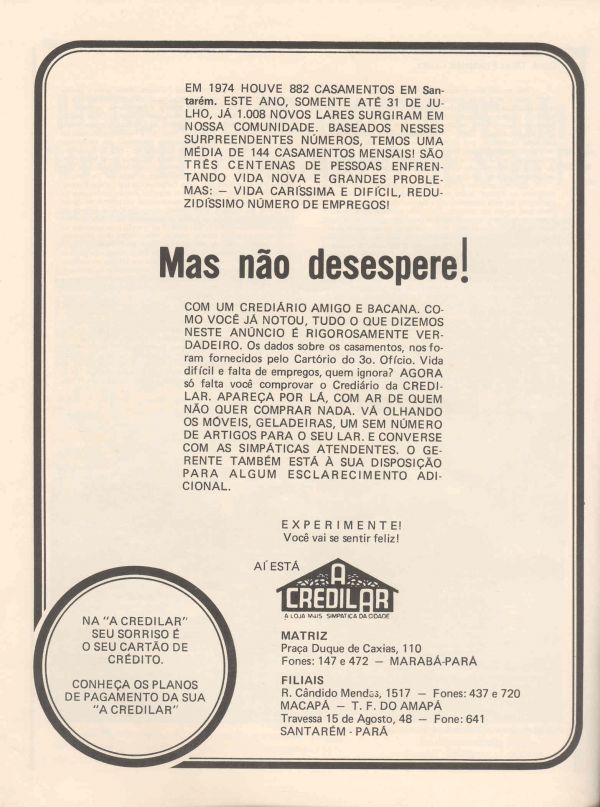 EM 1974 HOUVE 882 CASAMENTOS EM San-
tarém. ESTE ANO, SOMENTE ATÉ 31 DE JU-
LHO, JÁ 1.008 NOVOS LARES SURGIRAM EM
NOSSA COMUNIDADE. BASEADOS NESSES
SURPREENDENTES NÚMEROS, TEMOS UMA
MÉDIA DE 144 CASAMENTOS MENSAIS! SÃO
TRÊS CENTENAS DE PESSOAS ENFREN-
TANDO VIDA NOVA E GRANDES PROBLE-
MAS: — VIDA CARÍSSIMA E DIFÍCIL, REDU-
ZIDÍSSIMO NÚMERO DE EMPREGOS!
Mas não desespere!
COM UM CREDIÁRIO AMIGO E BACANA. CO-
MO VOCÊ JÁ NOTOU, TUDO O QUE DIZEMOS
NESTE ANÚNCIO É RIGOROSAMENTE VER-
DADEIRO. Os dados sobre os casamentos, nos fo-
ram fornecidos pelo Cartório do 3o. Ofício. Vida
difícil e falta de empregos, quem ignora? AGORA
só falta você comprovar o Crediário da CREDI-
LAR. APAREÇA POR LÁ, COM AR DE QUEM
NÃO QUER COMPRAR NADA. VÁ OLHANDO
OS MÓVEIS, GELADEIRAS, UM SEM NÚMERO
DE ARTIGOS PARA O SEU LAR. E CONVERSE
COM AS SIMPÁTICAS ATENDENTES. O GE-
RENTE TAMBÉM ESTÁ À SUA DISPOSIÇÃO
PARA ALGUM ESCLARECIMENTO ADI-
CIONAL.
EXPERIMENTE!
Você vai se sentir feliz!
AÍ ESTÁ
A
CREDILAR
A LOJA MAIS SIMPÁTICA DA CIDADE
MATRIZ
Praça Duque de Caxias, 110
Fones: 147 e 472 — MARABÁ-PARÁ
FILIAIS
R. Cândido Mendes, 1517 — Fones: 437 e 720
MACAPÁ — T. F. DO AMAPÁ
Travessa 15 de Agosto, 48 — Fone: 641
SANTARÉM - PARÁ
NA "A CREDILAR"
SEU SORRISO É
O SEU CARTÃO DE
CRÉDITO.
CONHEÇA OS PLANOS
DE PAGAMENTO DA SUA
"A CREDILAR"